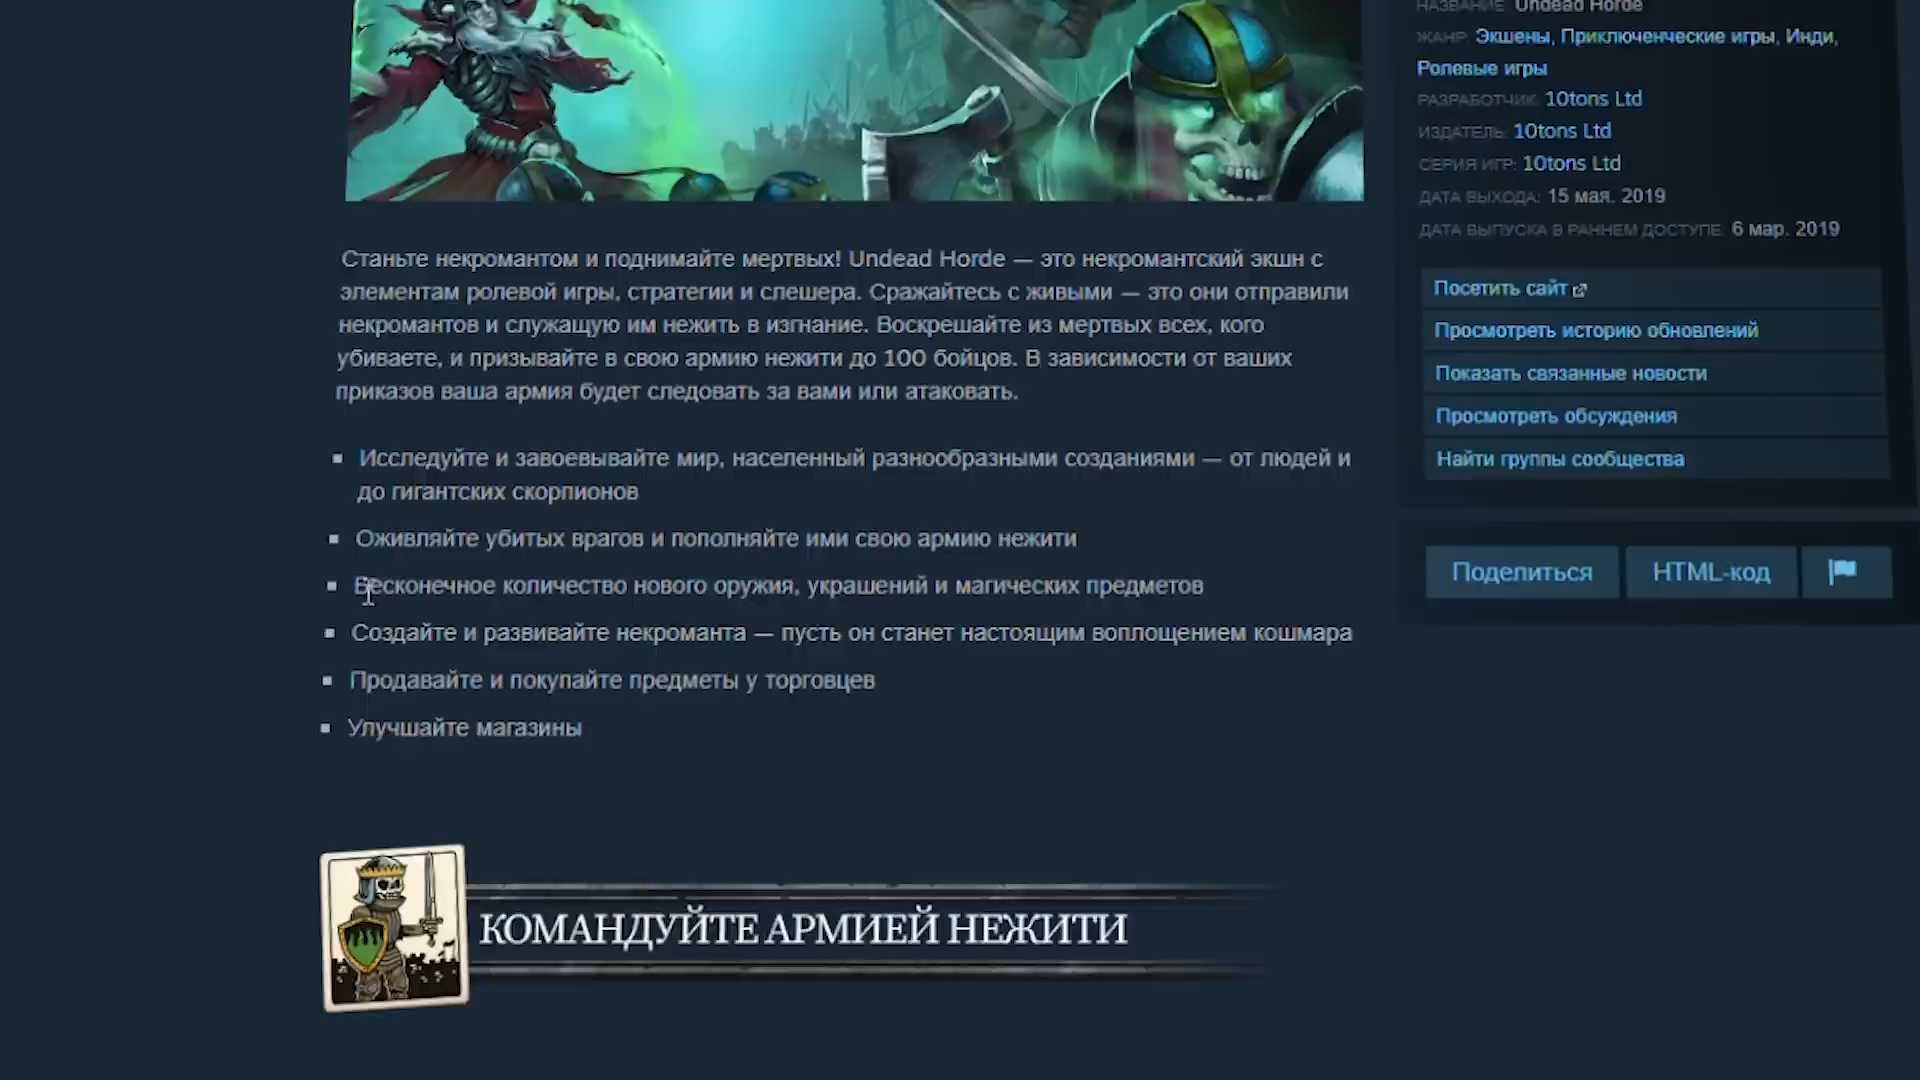 Станьте некромантом и поднимайте мертвых! Undead Horde — это некромантский экшн с
элементам ролевой игры, стратегии и слешера. Сражайтесь с живыми — это они отправили
некромантов и служащую им нежить в изгнание. Воскрешайте из мертвых всех, кого
убиваете, и призывайте в свою армию нежити до 100 бойцов. В зависимости от ваших
приказов ваша армия будет следовать за вами или атаковать.
Исследуйте и завоевывайте мир, населенный разнообразными созданиями — от людей и
до гигантских скорпионов
Оживляйте убитых врагов и пополняйте ими свою армию нежити
Бесконечное количество нового оружия, украшений и магических предметов
Создайте и развивайте некроманта — пусть он станет настоящим воплощением кошмара
Продавайте и покупайте предметы у торговцев
Улучшайте магазины
КОМАНДУЙТЕ АРМИЕЙ НЕЖИТИ
НАЗВАНИЕ: Undead Horde
ЖАНР: Экшены, Приключенческие игры, Инди,
Ролевые игры
РАЗРАБОТЧИК: 10tons Ltd
ИЗДАТЕЛЬ: 10tons Ltd
СЕРИЯ ИГР: 10tons Ltd
ДАТА ВЫХОДА: 15 мая. 2019
ДАТА ВЫПУСКА В РАННЕМ ДОСТУПЕ: 6 мар. 2019
Посетить сайт
Просмотреть историю обновлений
Показать связанные новости
Просмотреть обсуждения
Найти группы сообщества
Поделиться
HTML-код